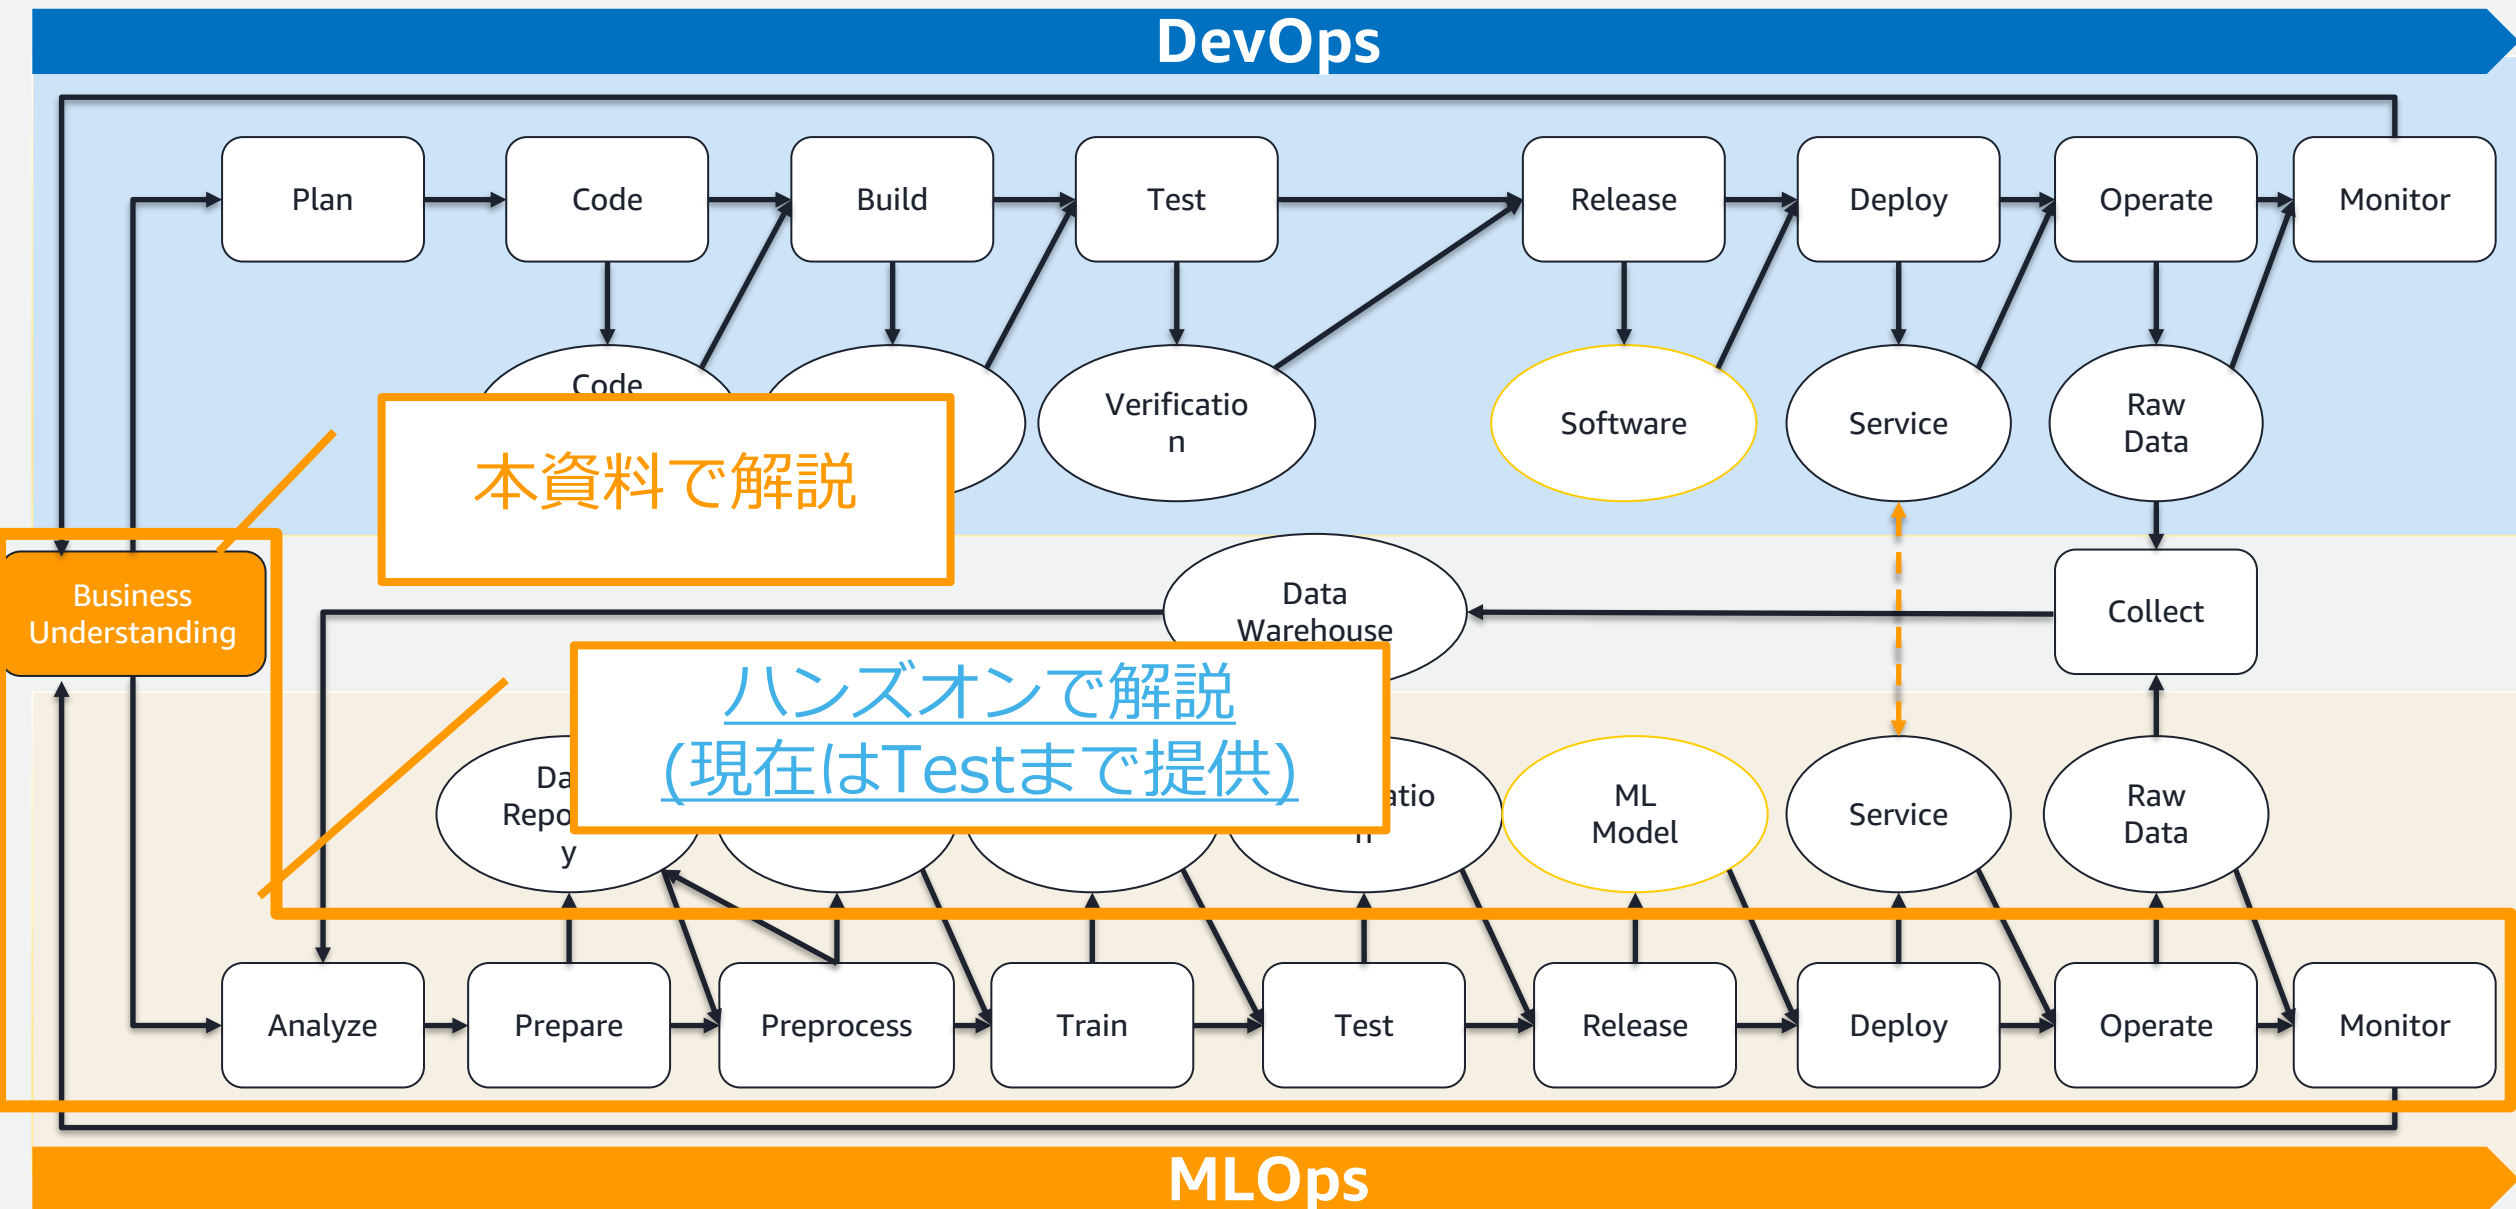 DevOps
Plan
Code
Build
Test
Release
Deploy
Operate
Monitor
Code
Verificatio
n
Software
Service
Raw
Data
本資料で解説
Business
Understanding
Data
Warehouse
Collect
ハンズオンで解説
(現在はTestまで提供)
Da
Repo
y
atio
n
ML
Model
Service
Raw
Data
Analyze
Prepare
Preprocess
Train
Test
Release
Deploy
Operate
Monitor
MLOps